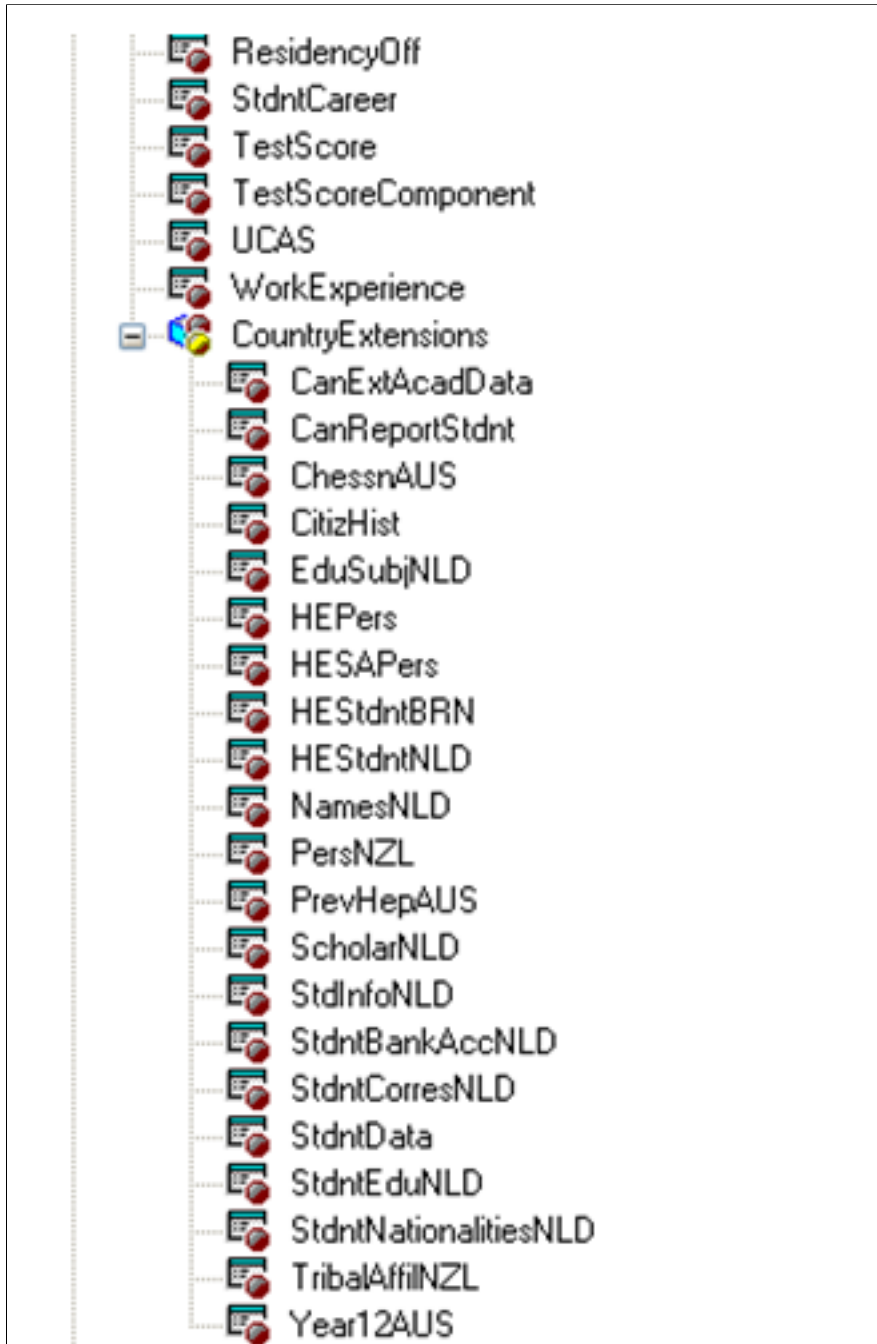 ResidencyOff
StdntCareer
TestScore
TestScoreComponent
UCAS
WorkExperience
CountryExtensions
CanExtAcadData
CanReportStdnt
ChessnAUS
CitizHist
EduSubjNLD
HEPers
HESAPers
HEStdntBRN
HEStdntNLD
NamesNLD
PersNZL
PrevHepAUS
ScholarNLD
StdInfoNLD
StdntBankAccNLD
StdntCorresNLD
StdntData
StdntEduNLD
StdntNationalitiesNLD
TribalAffilNZL
Year12AUS